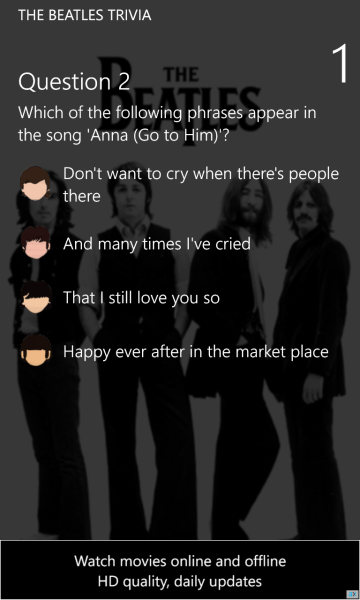 THE BEATLES TRIVIA
1
Question 2
THE
BEATLES
Which of the following phrases appear in
the song 'Anna (Go to Him)'?
Don't want to cry when there's people
there
And many times I've cried
That I still love you so
Happy ever after in the market place
Watch movies online and offline
HD quality, daily updates